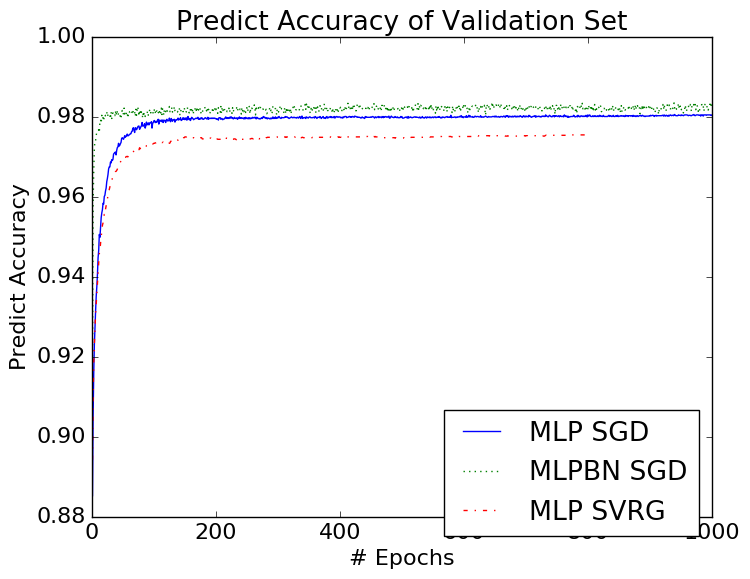 Predict Accuracy of Validation Set
1.00
0.98
0.96
0.94
0.92
0.90
0.88
Predict Accuracy
MLP SGD
MLPBN SGD
MLP SVRG
0 200 400 1000
# Epochs